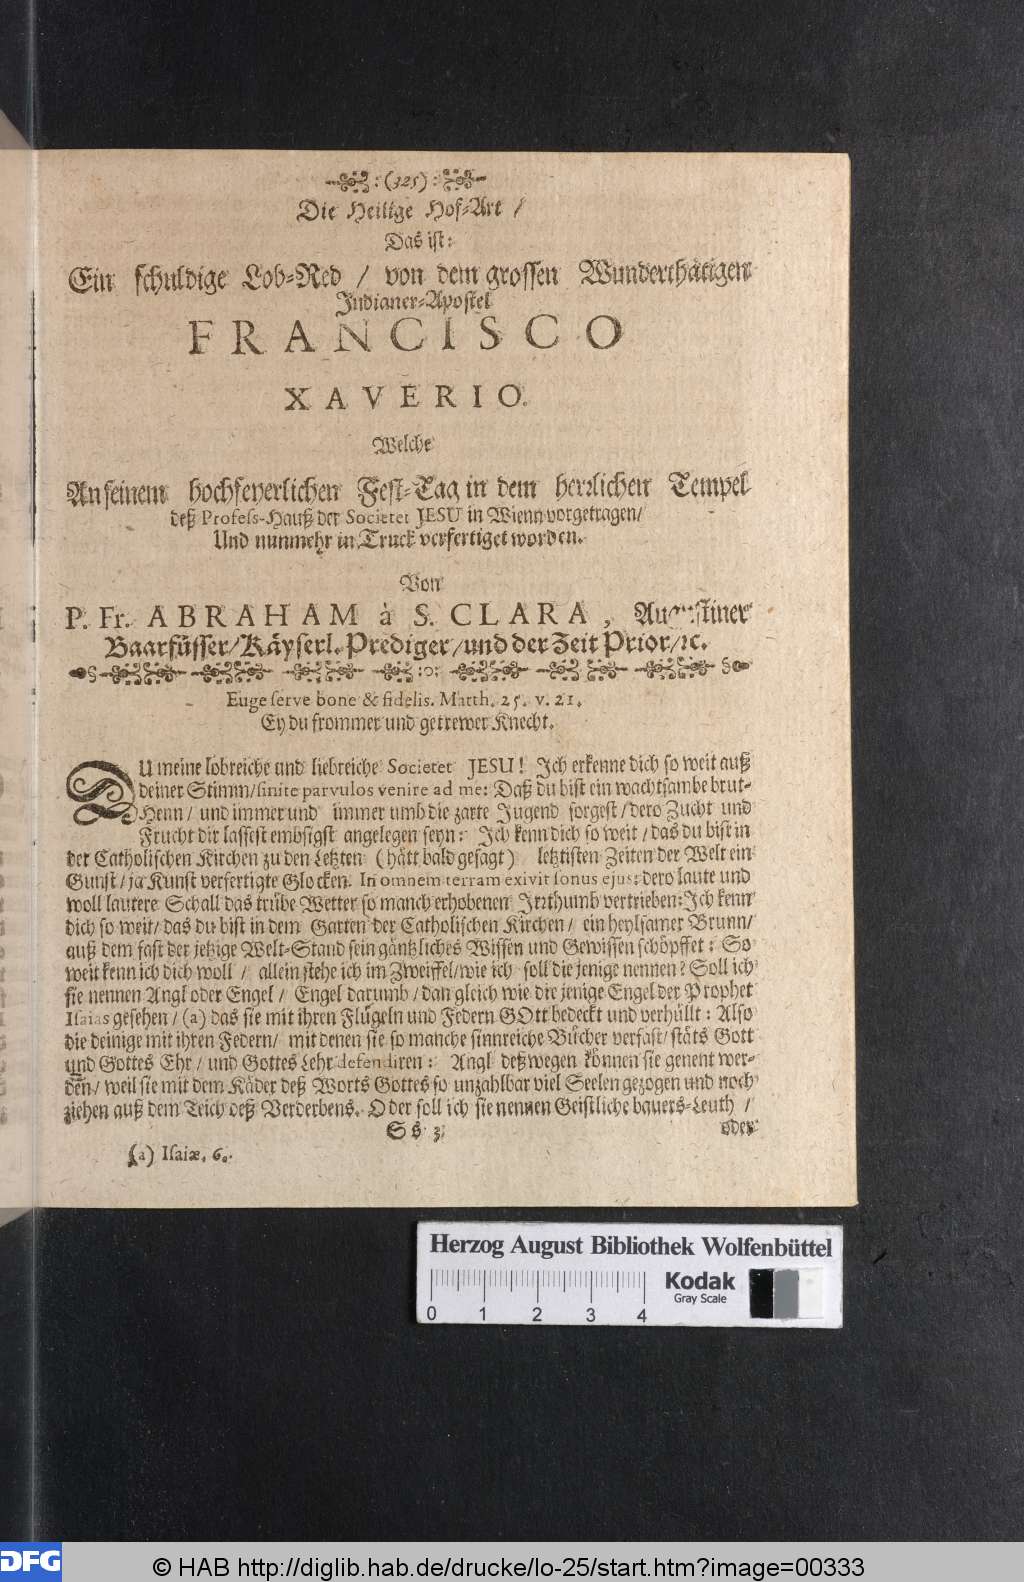 :(325):
Die Heilige Hof-Art /
Das ist:
Ein schuldige Lob-Red / von dem grossen Wunderthätigen
Indianer-Apostel
FRANCISCO
XAVERIO.
Welche
An seinem hochfeyerlichen Fest-Tag in dem herrlichen Tempel
deß Profess-Hauß der Societet JESU in Wienn vorgetragen/
Und nunmehr in Truck verfertiget worden.
Von
P. Fr. ABRAHAM à S. CLARA, Augustiner
Baarfüsser/Käyserl. Prediger/und der Zeit Prior/ꝛc.
Euge serve bone & fidelis. Matth. 25. v. 21.
Ey du frommer und getrewer Knecht.
DU meine lobreiche und liebreiche Societet JESU! Ich erkenne dich so weit auß
deiner Stimn/sinite parvulos venire ad me: Daß du bist ein wachtsambe brut-
Henn / und immer und immer umb die zarte Jugend sorgest / dero Zucht und
Frucht dir lassest embsigst angelegen seyn: Ich kenn dich so weit / das du bist in
der Catholischen Kirchen zu den Letzten (hätt bald gesagt) letztisten Zeiten der Welt ein
Gunst / ja Kunst verfertigte Glocken. In omnem terram exivit sonus ejus: dero laute und
woll lautere Schall das trübe Wetter so manch erhobenen Irrthumb vertrieben: Ich kenn
dich so weit / das du bist in dem Garten der Catholischen Kirchen / ein heylsamer Brunn/
auß dem fast der jetzige Welt-Stand sein gäntzliches Wissen und Gewissen schöpffet: So
weit kenn ich dich woll / allein stehe ich im Zweiffel/wie ich soll die jenige nennen? Soll ich
sie nennen Angl oder Engel / Engel darumb / dan gleich wie die jenige Engel der Prophet
Isaias gesehen / (a) das sie mit ihren Flügeln und Federn GOtt bedeckt und verhüllt: Also
die deinige mit ihren Federn / mit denen sie so manche sinnreiche Bücher verfast / stäts Gott
und Gottes Ehr / und Gottes Lehr defendiren: Angl deßwegen können sie genent wer-
den / weil sie mit dem Käder deß Worts Gottes so unzahlbar viel Seelen gezogen und noch
ziehen auß dem Teich deß Verderbens. Oder soll ich sie nennen Geistliche bauers-Leuth /
Ss 3
oder
(a) Isaiæ. 6.
Herzog August Bibliothek Wolfenbüttel
0 1 2 3 4
Kodak
Gray Scale
DFG
© HAB http://diglib.hab.de/drucke/lo-25/start.htm?image=00333